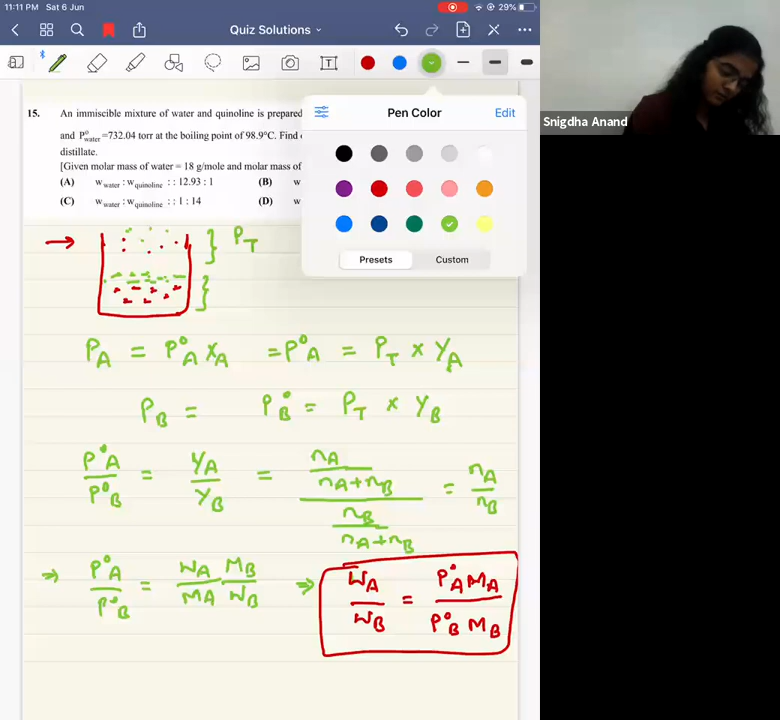 11:11 PM Sat 6 Jun
29%
Quiz Solutions
Snigdha Anand
Pen Color
Edit
Presets
Custom
15. An immiscible mixture of water and quinoline is prepared
and P°water =732.04 torr at the boiling point of 98.9°C. Find
distillate.
[Given molar mass of water = 18 g/mole and molar mass of
(A) wwater : wquinoline : : 12.93 : 1 (B) w
(C) wwater : wquinoline : : 1 : 14 (D) w
→ } PT
}
PA = P°A XA = P°A = PT × YA
PB = P°B = PT × YB
P°A/P°B = YA/YB = (nA/(nA+nB))/(nB/(nA+nB)) = nA/nB
⇒ P°A/P°B = WA/MA MB/WB ⇒ WA/WB = P°A MA/P°B MB